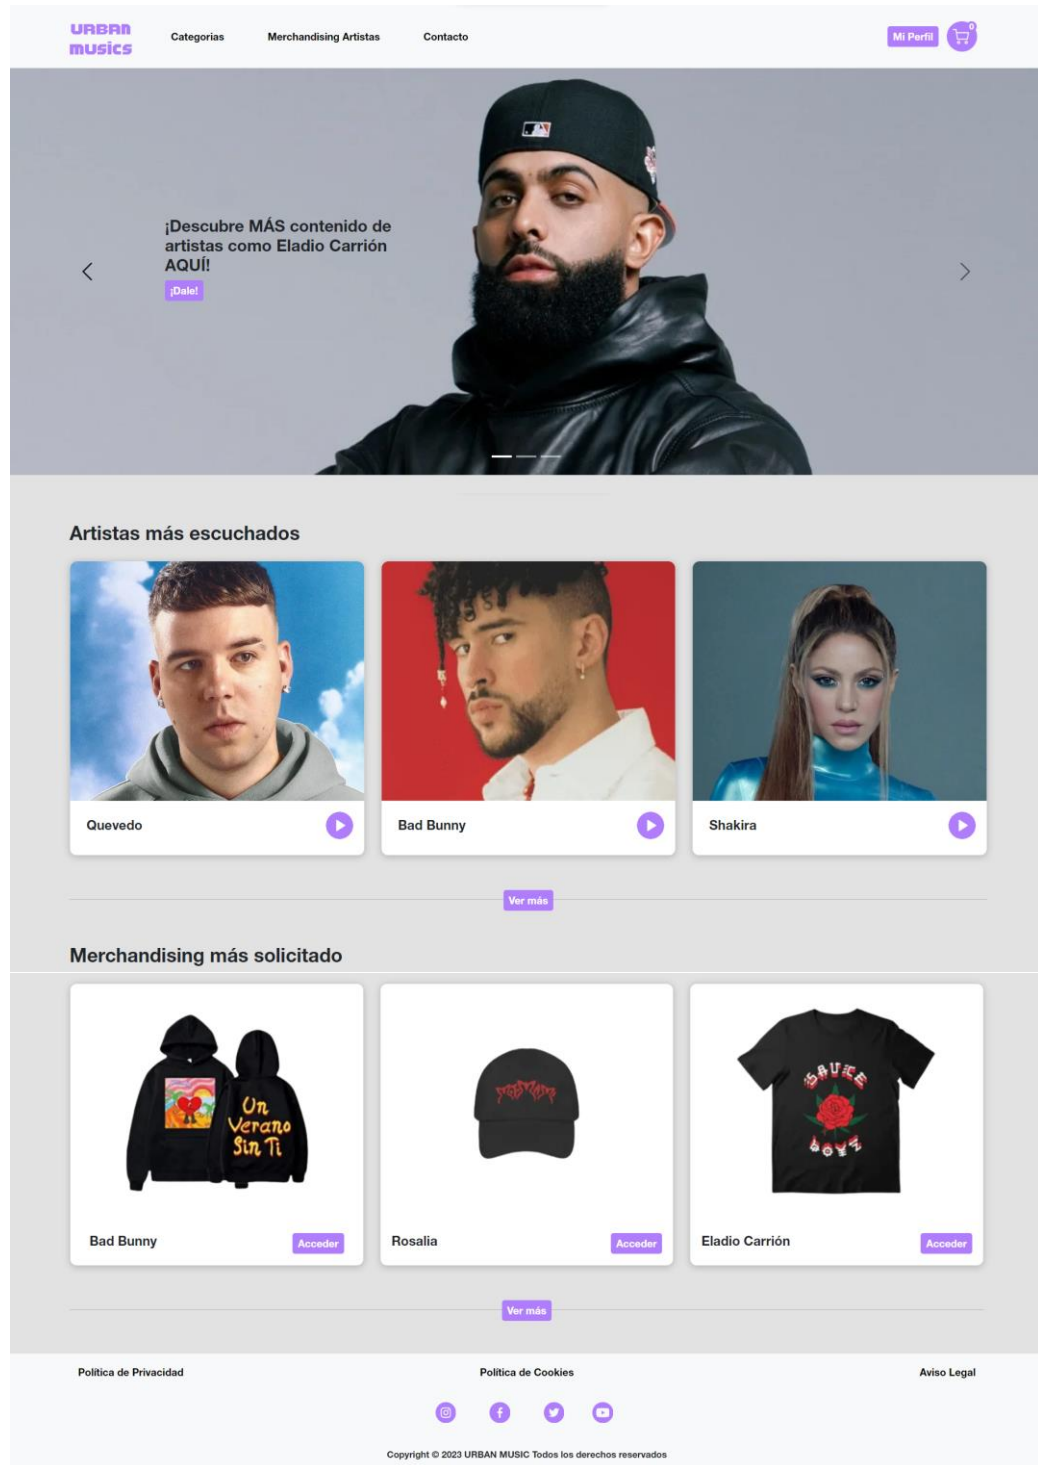 URBAN
musics
Categorias
Merchandising Artistas
Contacto
Mi Perfil
0
¡Descubre MÁS contenido de
artistas como Eladio Carrión
AQUÍ!
¡Dale!
Artistas más escuchados
Quevedo
Bad Bunny
Shakira
Ver más
Merchandising más solicitado
Un
Verano
Sin Ti
MOTOMAMI
SAUCE
BOYZ
Bad Bunny
Acceder
Rosalia
Acceder
Eladio Carrión
Acceder
Ver más
Política de Privacidad
Política de Cookies
Aviso Legal
Copyright © 2023 URBAN MUSIC Todos los derechos reservados